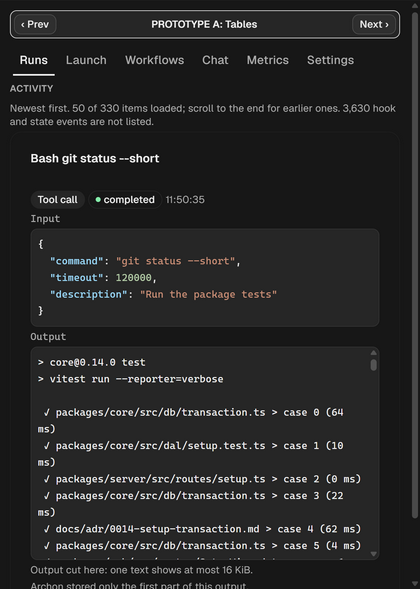 ‹ Prev
PROTOTYPE A: Tables
Next ›
Runs Launch Workflows Chat Metrics Settings
ACTIVITY
Newest first. 50 of 330 items loaded; scroll to the end for earlier ones. 3,630 hook
and state events are not listed.
Bash git status --short
Tool call completed 11:50:35
Input
{
"command": "git status --short",
"timeout": 120000,
"description": "Run the package tests"
}
Output
> core@0.14.0 test
> vitest run --reporter=verbose
✓ packages/core/src/db/transaction.ts > case 0 (64
ms)
✓ packages/core/src/dal/setup.test.ts > case 1 (10
ms)
✓ packages/server/src/routes/setup.ts > case 2 (0 ms)
✓ packages/core/src/db/transaction.ts > case 3 (22
ms)
✓ docs/adr/0014-setup-transaction.md > case 4 (62 ms)
✓ packages/core/src/db/transaction.ts > case 5 (4 ms)
Output cut here: one text shows at most 16 KiB.
Archon stored only the first part of this output